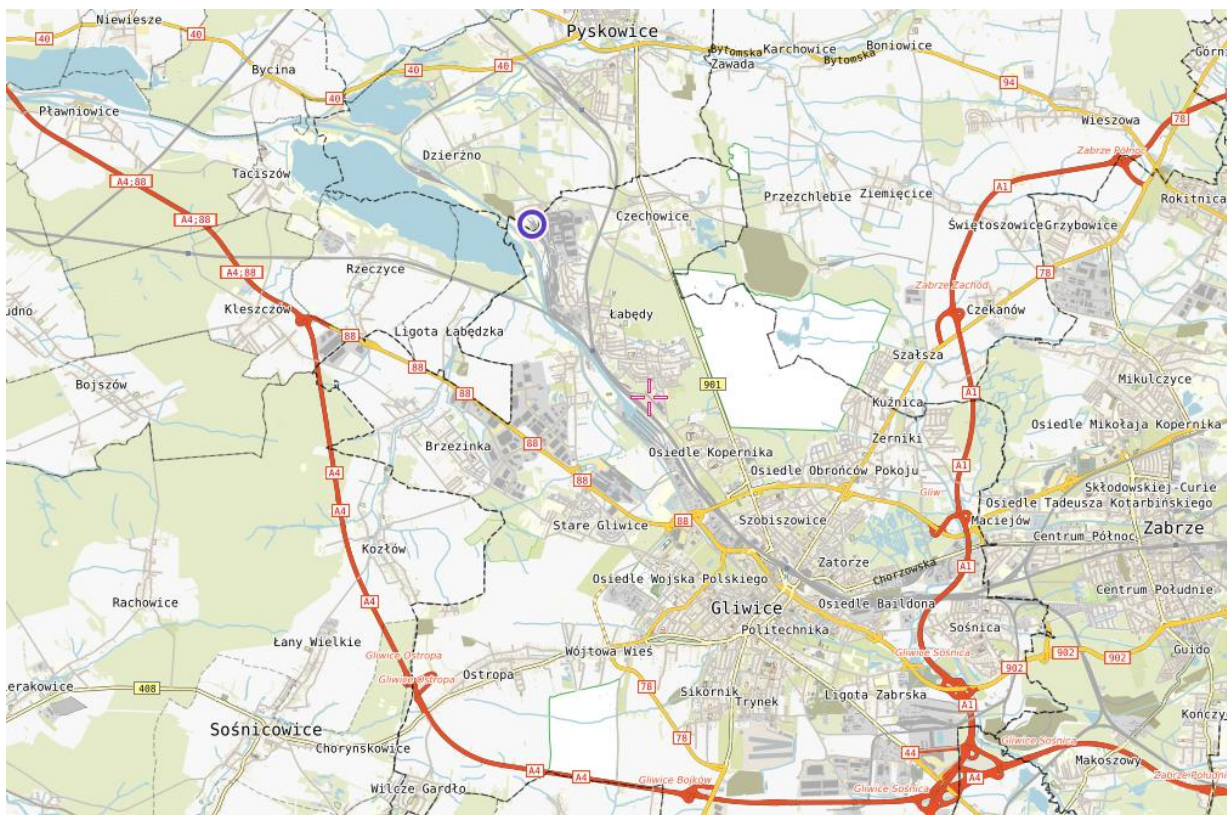 Niewiesze
Pyskowice
40
40
Bytomska
Karchowice
Boniowice
Zawada
Bytomska
Bycina
40
40
40
94
Pławniowice
Wieszowa
78
Dzierżno
Zabrze Północ
Taciszów
A4;88
A1
Przezchlebie
Ziemięcice
Rokitnica
A4;88
Czechowice
Świętoszowice
Grzybowice
Rzeczyce
A4;88
78
Zabrze Zachód
Kleszczów
Łabędy
Czekanów
88
Ligota Łabędzka
Szałsza
88
Bojszów
901
Mikulczyce
88
A1
Kuźnica
Osiedle Mikołaja Kopernika
Brzezinka
88
Żerniki
Osiedle Kopernika
A1
Osiedle Obrońców Pokoju
A4
88
Gliw
Skłodowskiej-Curie
Osiedle Tadeusza Kotarbińskiego
A4
Stare Gliwice
88
Szobiszowice
Maciejów
Zabrze
Centrum Północ
Kozłów
Zatorze
A1
Osiedle Wojska Polskiego
Chorzowska
Centrum Południe
Rachowice
A4
Gliwice
Osiedle Baildona
Politechnika
Sośnica
Łany Wielkie
Wójtowa Wieś
Gliwice Sośnica
902
902
Guido
Gliwice Ostropa
902
Ostropa
Gliwice Ostropa
408
78
Sikornik
Ligota Zabrska
Trynek
A1
Sośnicowice
78
Gliwice Sośnica
Chorynskowice
44
Makoszowy
A4
A4
Gliwice Bojków
A4
Wilcze Gardło
Gliwice Sośnica